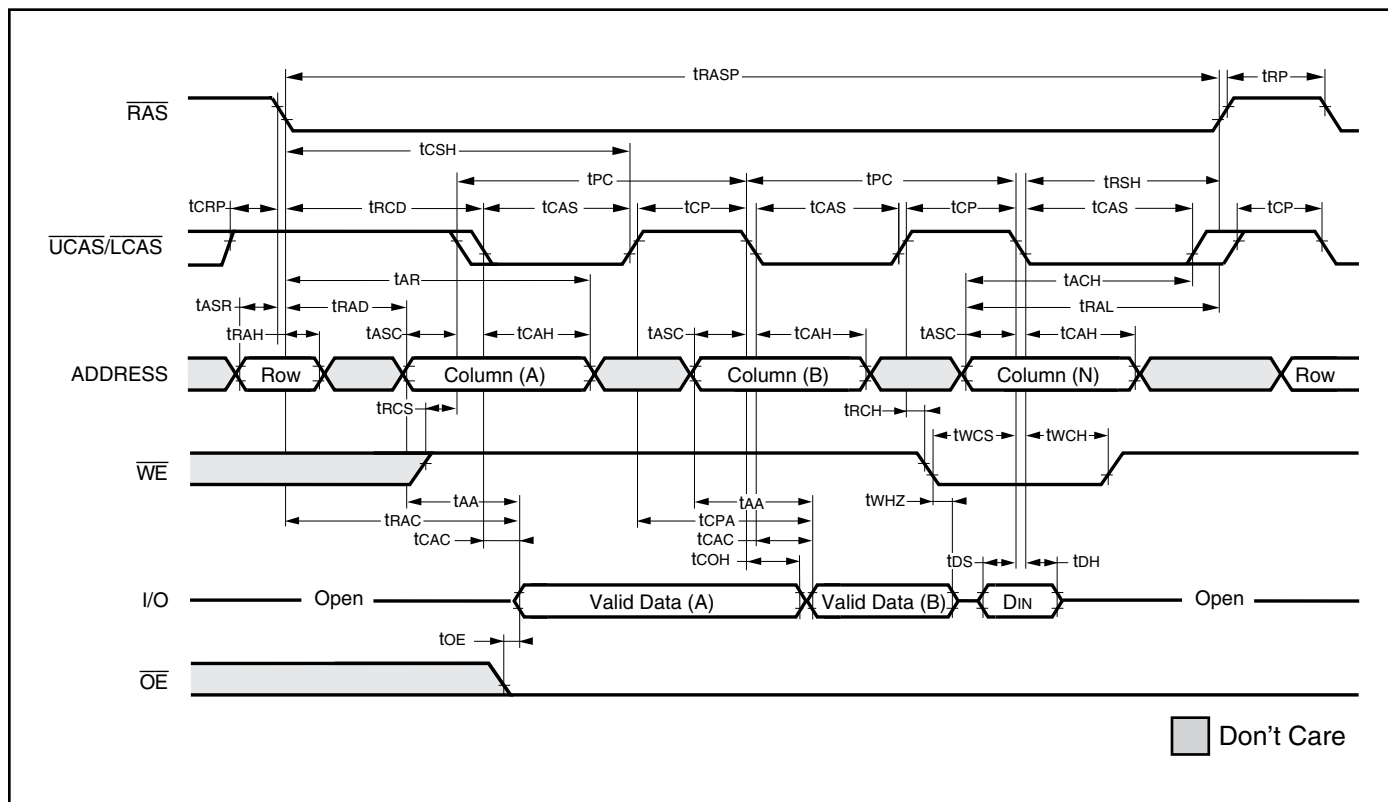 tRASP tRP
RAS
tCSH
tPC tPC tRSH
tCRP tRCD tCAS tCP tCAS tCP tCAS tCP
UCAS/LCAS
tAR tACH
tASR tRAD tRAL
tRAH tASC tCAH tASC tCAH tASC tCAH
ADDRESS Row Column (A) Column (B) Column (N) Row
tRCS tRCH
tWCS tWCH
WE
tAA tAA tWHZ
tRAC tCPA
tCAC tCAC
tCOH tDS tDH
I/O Open Valid Data (A) Valid Data (B) DIN Open
tOE
OE
Don't Care